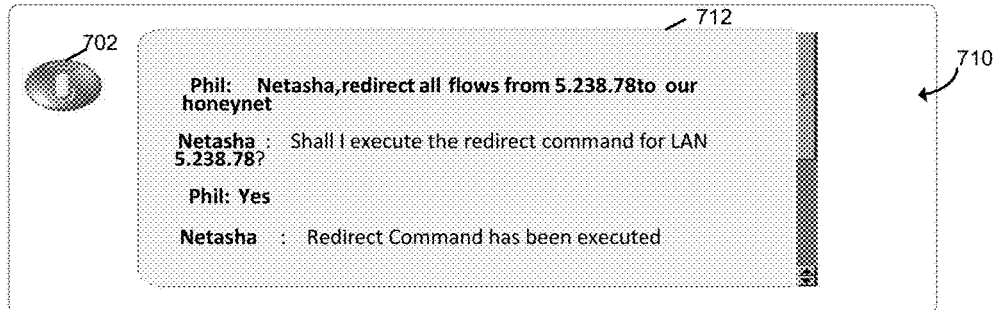 712
702
710
Phil: Netasha,redirect all flows from 5.238.78to our
honeynet
Netasha : Shall I execute the redirect command for LAN
5.238.78?
Phil: Yes
Netasha : Redirect Command has been executed